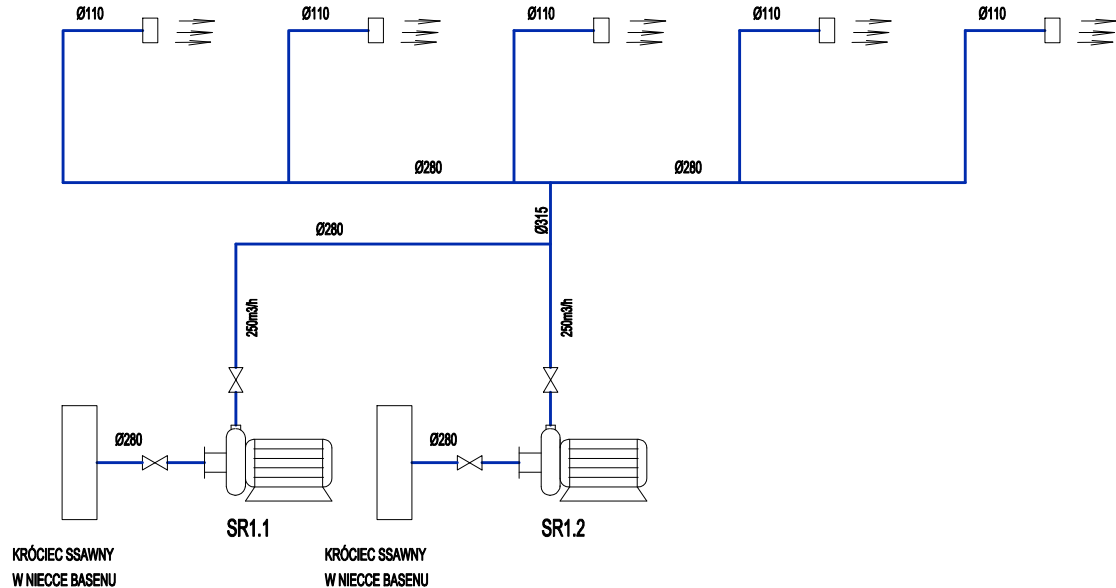 Ø110
Ø110
Ø110
Ø110
Ø110
Ø280
Ø280
Ø315
Ø280
250m3/h
250m3/h
Ø280
Ø280
SR1.1
SR1.2
KRÓCIEC SSAWNY
W NIECCE BASENU
KRÓCIEC SSAWNY
W NIECCE BASENU